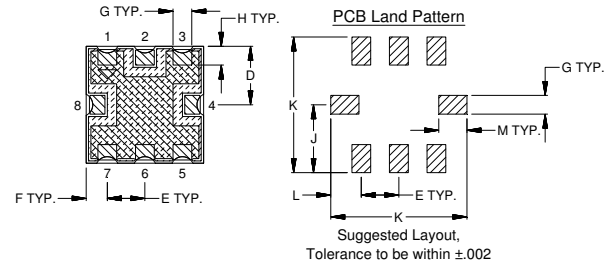 G TYP.
H TYP.
1 2 3
D
8
4
7 6 5
F TYP.
E TYP.
PCB Land Pattern
G TYP.
K
J
M TYP.
L
E TYP.
K
Suggested Layout,
Tolerance to be within ±.002